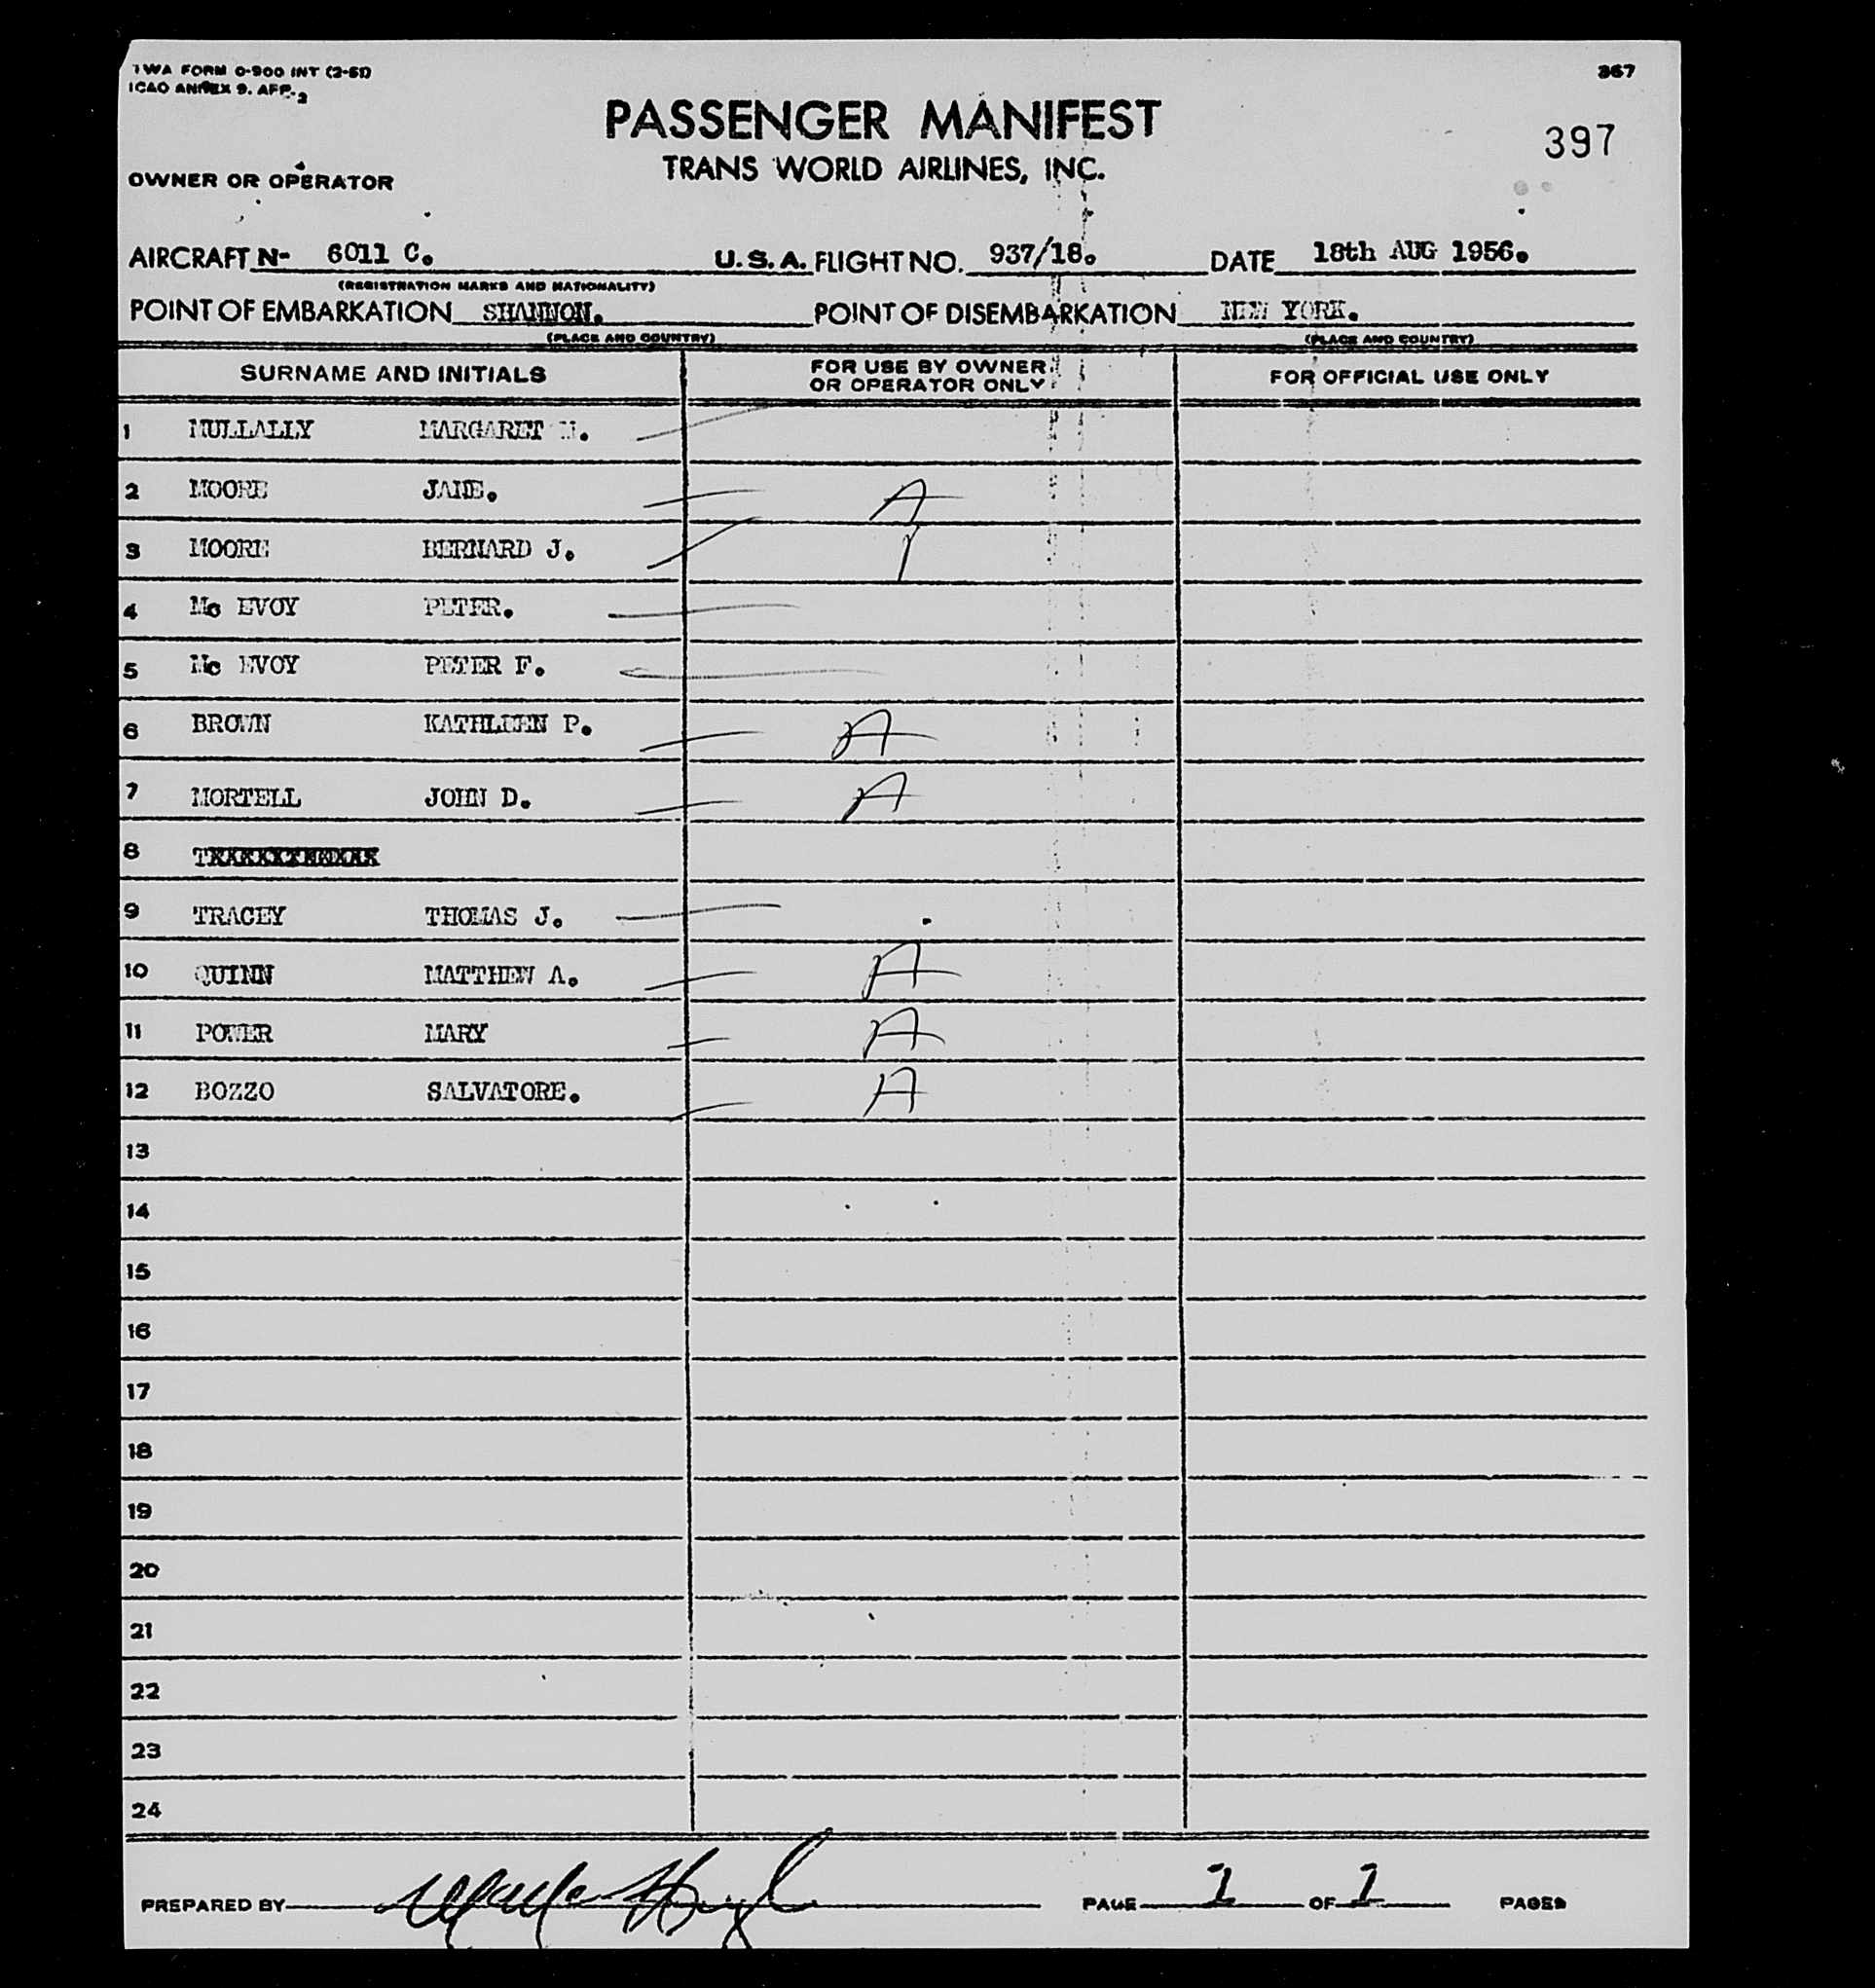 TWA FORM O-900 INT (2-51)
367
ICAO ANNEX 9. APP. 2
PASSENGER MANIFEST
397
TRANS WORLD AIRLINES, INC.
OWNER OR OPERATOR
AIRCRAFT N- 6011 C. U.S.A. FLIGHT NO. 937/18. DATE 18th AUG 1956.
(REGISTRATION MARKS AND NATIONALITY)
POINT OF EMBARKATION SHANNON. POINT OF DISEMBARKATION NEW YORK.
(PLACE AND COUNTRY) (PLACE AND COUNTRY)
SURNAME AND INITIALS FOR USE BY OWNER OR OPERATOR ONLY FOR OFFICIAL USE ONLY
1 MULLALLY MARGARET M.
2 MOORE JANE. A
3 MOORE BERNARD J.
4 Mc EVOY PETER.
5 Mc EVOY PETER F.
6 BROWN KATHLEEN P. A
7 MORTELL JOHN D. A
8
9 TRACEY THOMAS J.
10 QUINN MATTHEW A. A
11 POWER MARY A
12 BOZZO SALVATORE. A
13
14
15
16
17
18
19
20
21
22
23
24
PREPARED BY PAGE 1 OF 1 PAGES